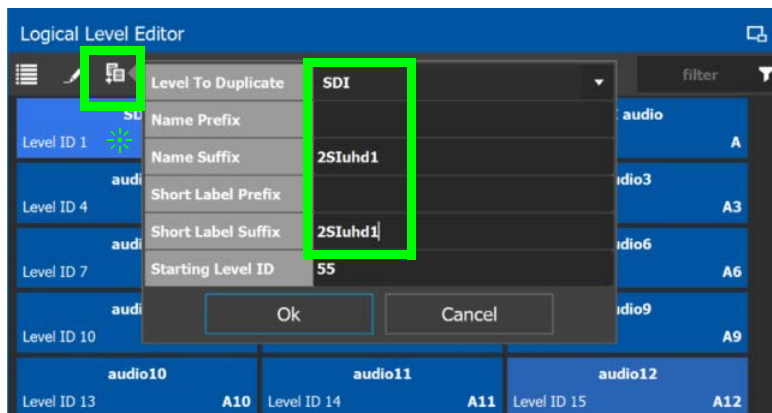 Logical Level Editor
filter
Level To Duplicate SDI
Name Prefix
Name Suffix 2SIuhd1
Short Label Prefix
Short Label Suffix 2SIuhd1
Starting Level ID 55
Ok Cancel
Level ID 1
audio
A
Level ID 4
A3
Level ID 7
A6
Level ID 10
A9
audio10 audio11 audio12
Level ID 13 A10 Level ID 14 A11 Level ID 15 A12